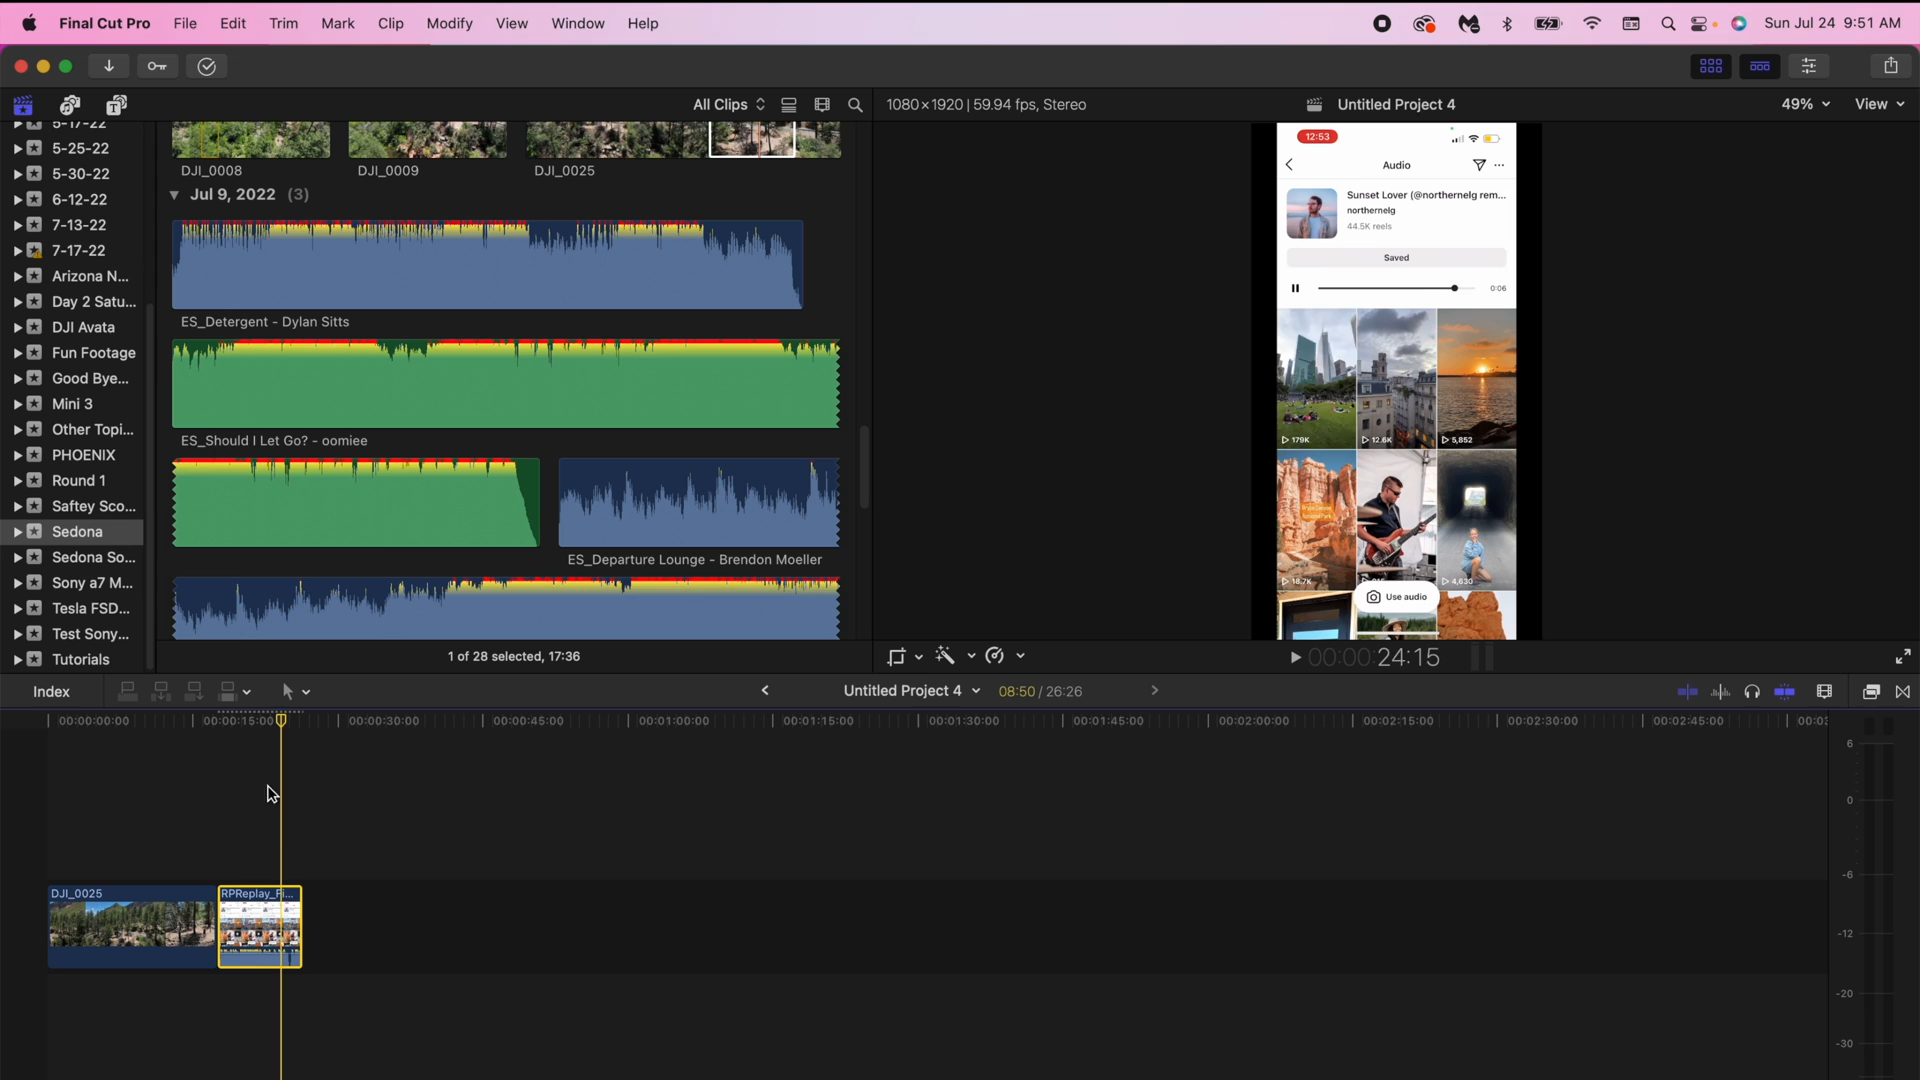 Final Cut Pro File Edit Trim Mark Clip Modify View Window Help Sun Jul 24 9:51 AM
All Clips 1080×1920 | 59.94 fps, Stereo Untitled Project 4 49% View
5-17-22
5-25-22
5-30-22
6-12-22
7-13-22
7-17-22
Arizona N...
Day 2 Satu...
DJI Avata
Fun Footage
Good Bye...
Mini 3
Other Topi...
PHOENIX
Round 1
Saftey Sco...
Sedona
Sedona So...
Sony a7 M...
Tesla FSD...
Test Sony...
Tutorials
DJI_0008 DJI_0009 DJI_0025
Jul 9, 2022 (3)
ES_Detergent - Dylan Sitts
ES_Should I Let Go? - oomiee
ES_Departure Lounge - Brendon Moeller
1 of 28 selected, 17:36
12:53
Audio
Sunset Lover (@northernelg rem...
northernelg
44.5K reels
Saved
0:06
179K 12.6K 5,852
18.7K 4,630
Use audio
00:00:24:15
Index Untitled Project 4 08:50 / 26:26
00:00:00:00 00:00:15:00 00:00:30:00 00:00:45:00 00:01:00:00 00:01:15:00 00:01:30:00 00:01:45:00 00:02:00:00 00:02:15:00 00:02:30:00 00:02:45:00 00:03
DJI_0025 RPReplay_Fi...
6
0
-6
-12
-20
-30